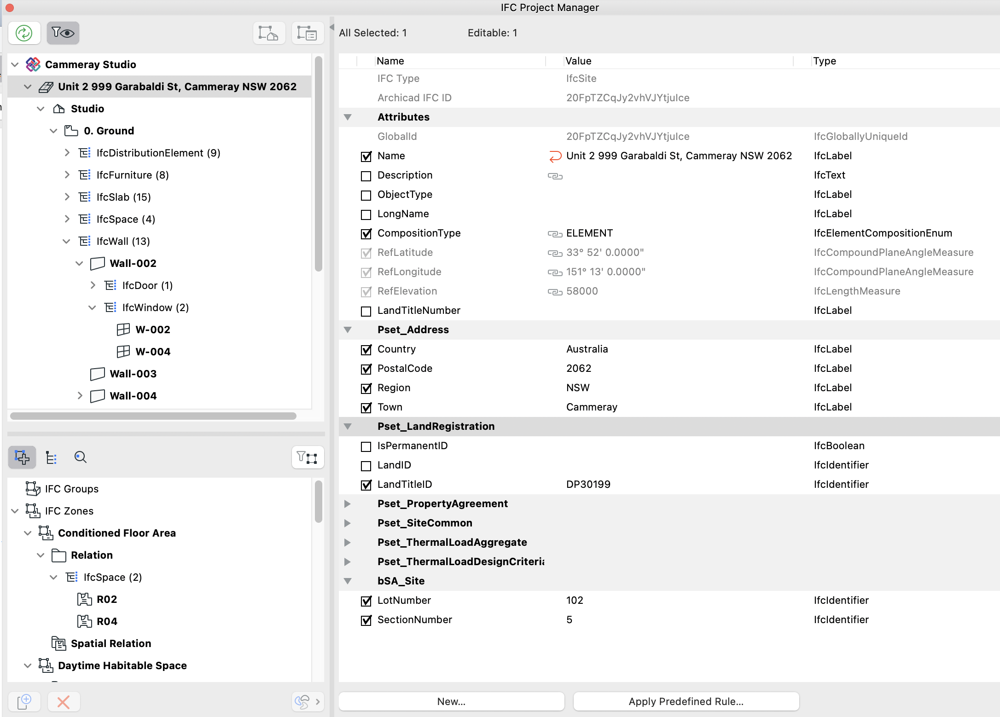 IFC Project Manager
All Selected: 1
Editable: 1
Cammeray Studio
Unit 2 999 Garabaldi St, Cammeray NSW 2062
Studio
0. Ground
IfcDistributionElement (9)
IfcFurniture (8)
IfcSlab (15)
IfcSpace (4)
IfcWall (13)
Wall-002
IfcDoor (1)
IfcWindow (2)
W-002
W-004
Wall-003
Wall-004
IFC Groups
IFC Zones
Conditioned Floor Area
Relation
IfcSpace (2)
R02
R04
Spatial Relation
Daytime Habitable Space
Name Value Type
IFC Type IfcSite
Archicad IFC ID 20FpTZCqJy2vhVJYtjuIce
Attributes
GlobalId 20FpTZCqJy2vhVJYtjuIce IfcGloballyUniqueId
Name Unit 2 999 Garabaldi St, Cammeray NSW 2062 IfcLabel
Description IfcText
ObjectType IfcLabel
LongName IfcLabel
CompositionType ELEMENT IfcElementCompositionEnum
RefLatitude 33° 52' 0.0000" IfcCompoundPlaneAngleMeasure
RefLongitude 151° 13' 0.0000" IfcCompoundPlaneAngleMeasure
RefElevation 58000 IfcLengthMeasure
LandTitleNumber IfcLabel
Pset_Address
Country Australia IfcLabel
PostalCode 2062 IfcLabel
Region NSW IfcLabel
Town Cammeray IfcLabel
Pset_LandRegistration
IsPermanentID IfcBoolean
LandID IfcIdentifier
LandTitleID DP30199 IfcIdentifier
Pset_PropertyAgreement
Pset_SiteCommon
Pset_ThermalLoadAggregate
Pset_ThermalLoadDesignCriteria
bSA_Site
LotNumber 102 IfcIdentifier
SectionNumber 5 IfcIdentifier
New...
Apply Predefined Rule...